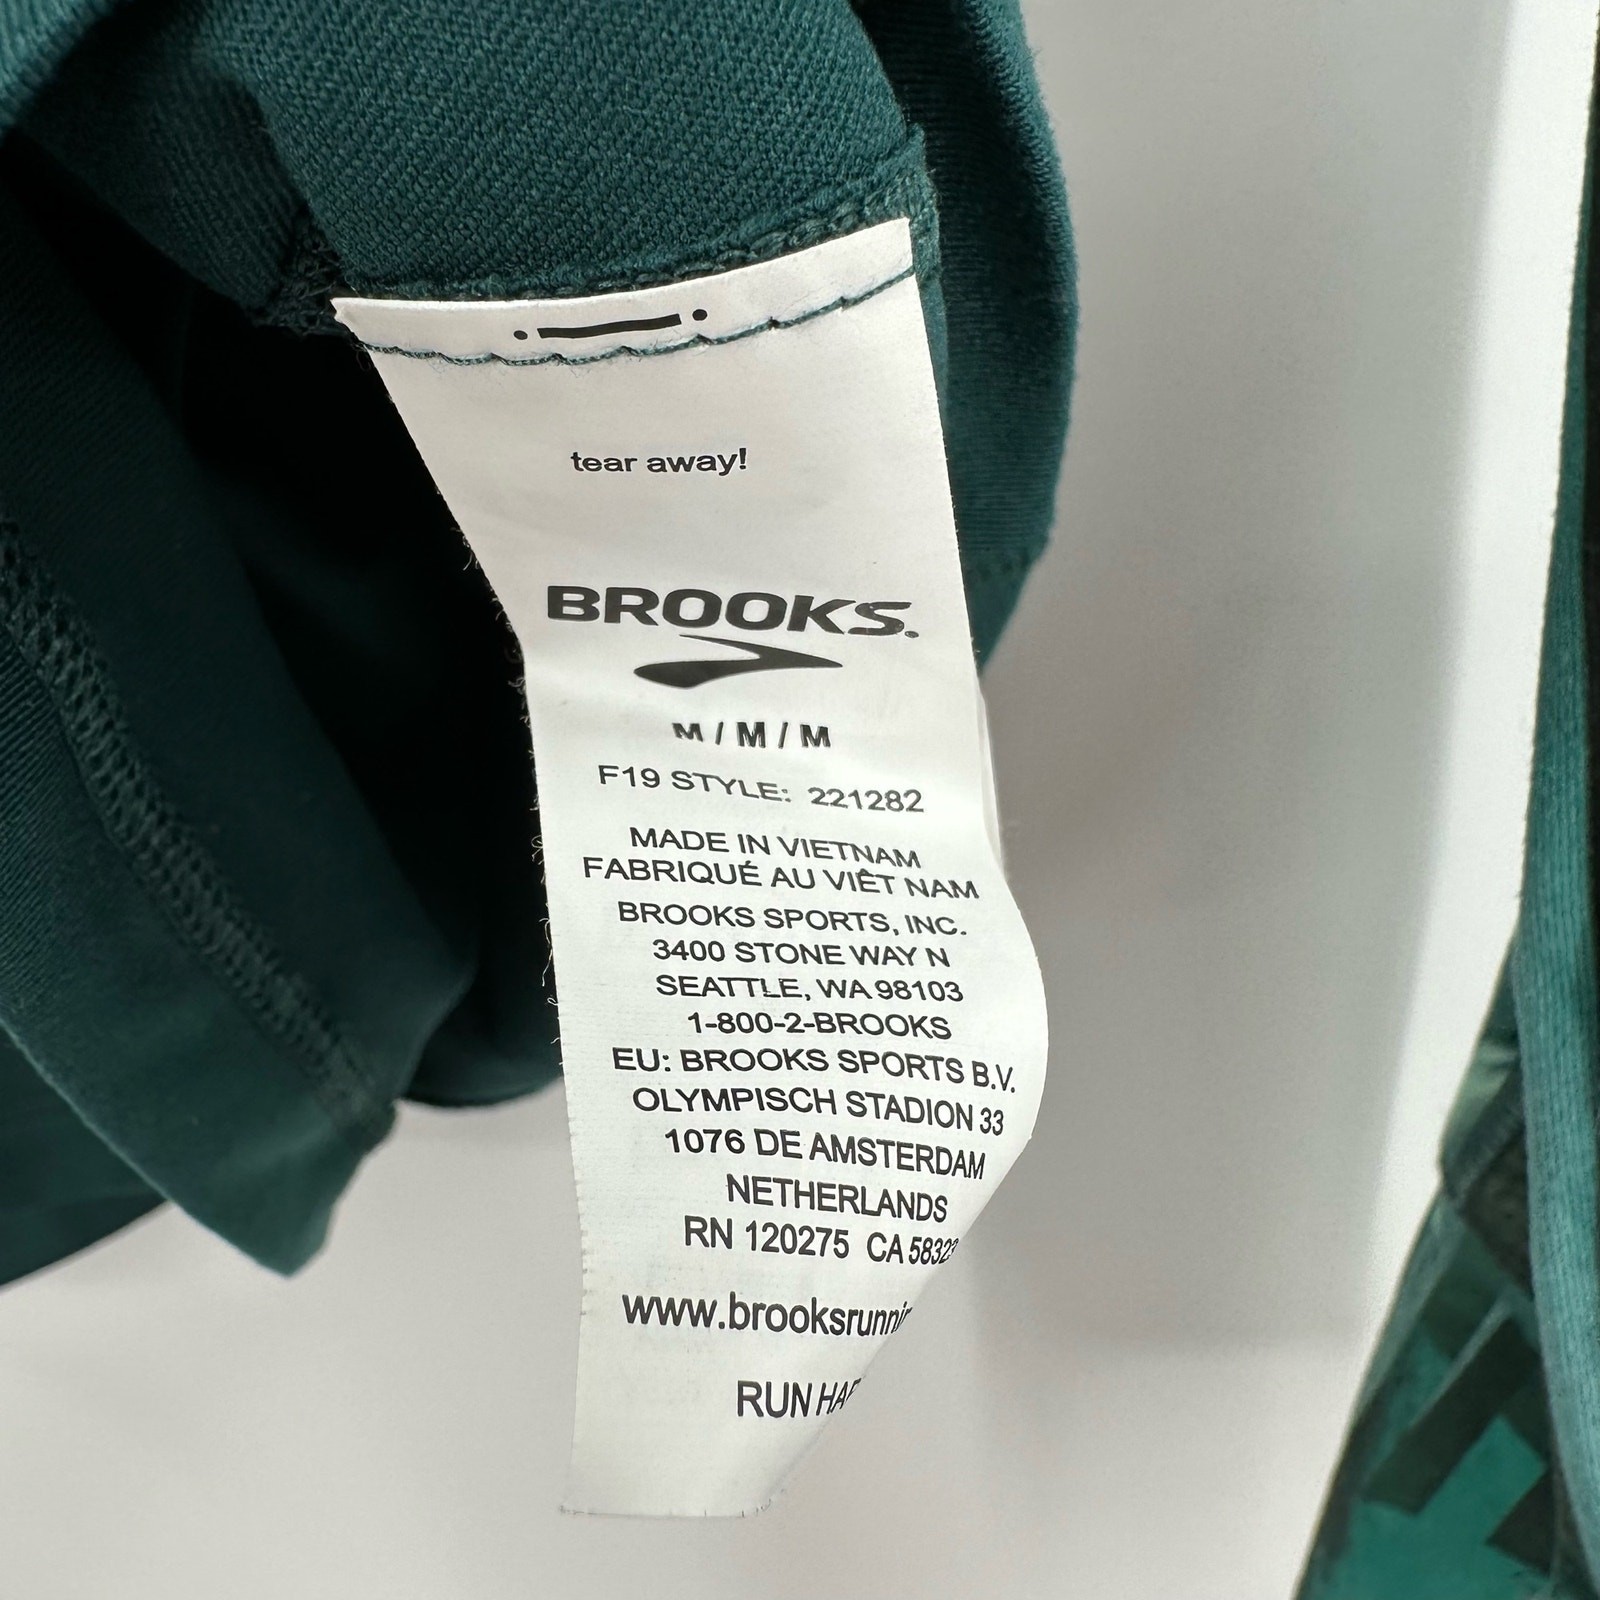 tear away!
BROOKS
M / M / M
F19 STYLE: 221282
MADE IN VIETNAM
FABRIQUÉ AU VIÊT NAM
BROOKS SPORTS, INC.
3400 STONE WAY N
SEATTLE, WA 98103
1-800-2-BROOKS
EU: BROOKS SPORTS B.V.
OLYMPISCH STADION 33
1076 DE AMSTERDAM
NETHERLANDS
RN 120275 CA
RUN